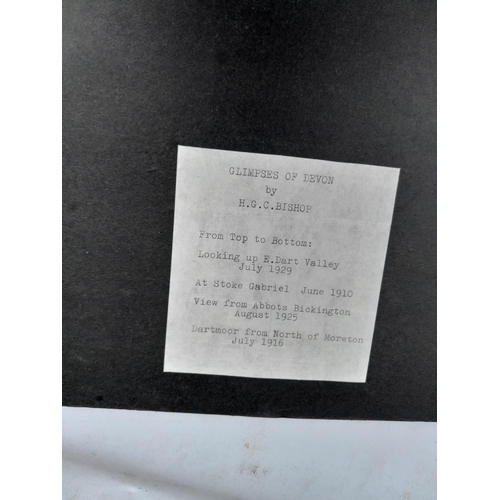 GLIMPSES OF DEVON
by
H.G.C.BISHOP
From Top to Bottom:
Looking up E.Dart Valley
July 1929
At Stoke Gabriel June 1910
View from Abbots Bickington
August 1925
Dartmoor from North of Moreton
July 1916